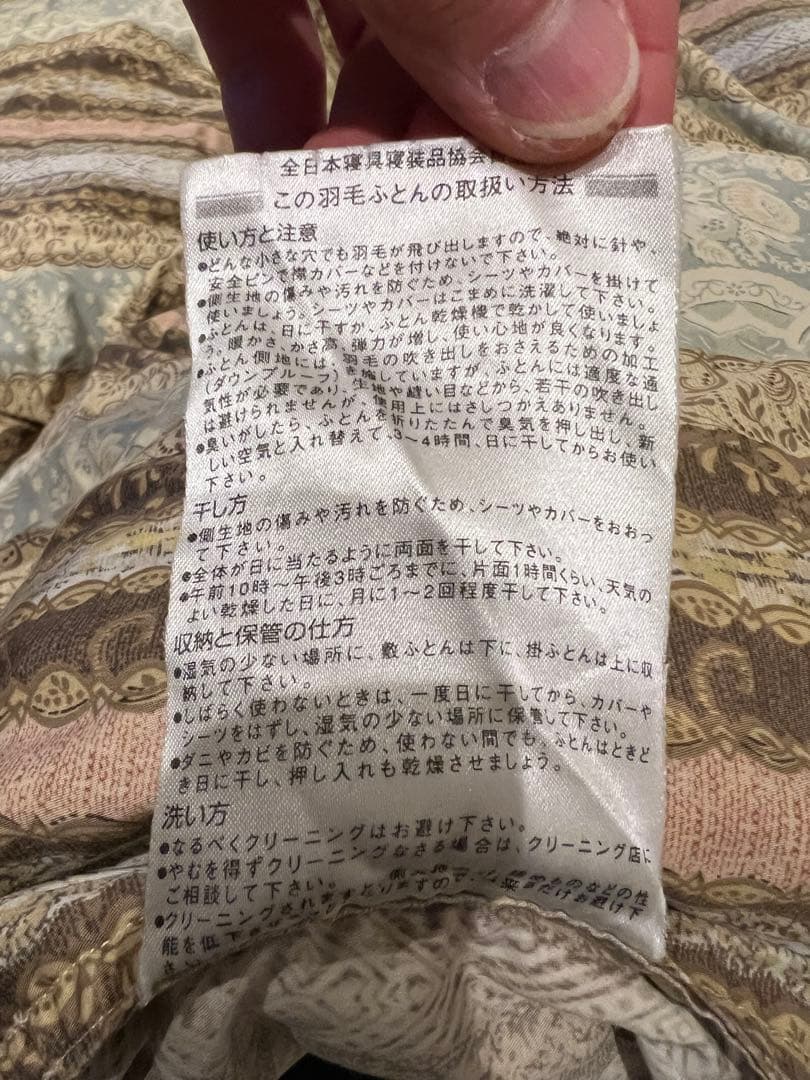 全日本寝具寝装品協会
この羽毛ふとんの取扱い方法
使い方と注意
●どんな小さな穴でも羽毛が飛び出しますので、絶対に針や、
安全ピンで襟カバーなどを付けないで下さい。
●側生地の傷みや汚れを防ぐため、シーツやカバーを掛けて
使いましょう。シーツやカバーはこまめに洗濯して下さい。
●ふとんは、日に干すか、ふとん乾燥機で乾かして使いましょ
う。暖かさ、かさ高、弾力が増し、使い心地が良くなります。
●ふとん側地には、羽毛の吹き出しをおさえるための加工
(ダウンプルーフ)を施していますが、ふとんには適度な通
気性が必要であり、生地や縫い目などから、若干の吹き出し
は避けられませんが、使用上にはさしつかえありません。
●臭いがしたら、ふとんを折りたたんで臭気を押し出し、新
しい空気と入れ替えて、3〜4時間、日に干してからお使い
下さい。
干し方
●側生地の傷みや汚れを防ぐため、シーツやカバーをおおっ
て下さい。
●全体が日に当たるように両面を干して下さい。
●午前10時〜午後3時ごろまでに、片面1時間くらい、天気の
よい乾燥した日に、月に1〜2回程度干して下さい。
収納と保管の仕方
●湿気の少ない場所に、敷ふとんは下に、掛ふとんは上に収
納して下さい。
●しばらく使わないときは、一度日に干してから、カバーや
シーツをはずし、湿気の少ない場所に保管して下さい。
●ダニやカビを防ぐため、使わない間でも、ふとんはときど
き日に干し、押し入れも乾燥させましょう。
洗い方
●なるべくクリーニングはお避け下さい。
●やむを得ずクリーニングなさる場合は、クリーニング店に
ご相談して下さい。
●クリーニングされますと などの性
能を低下 ますので だけお避け下
さい